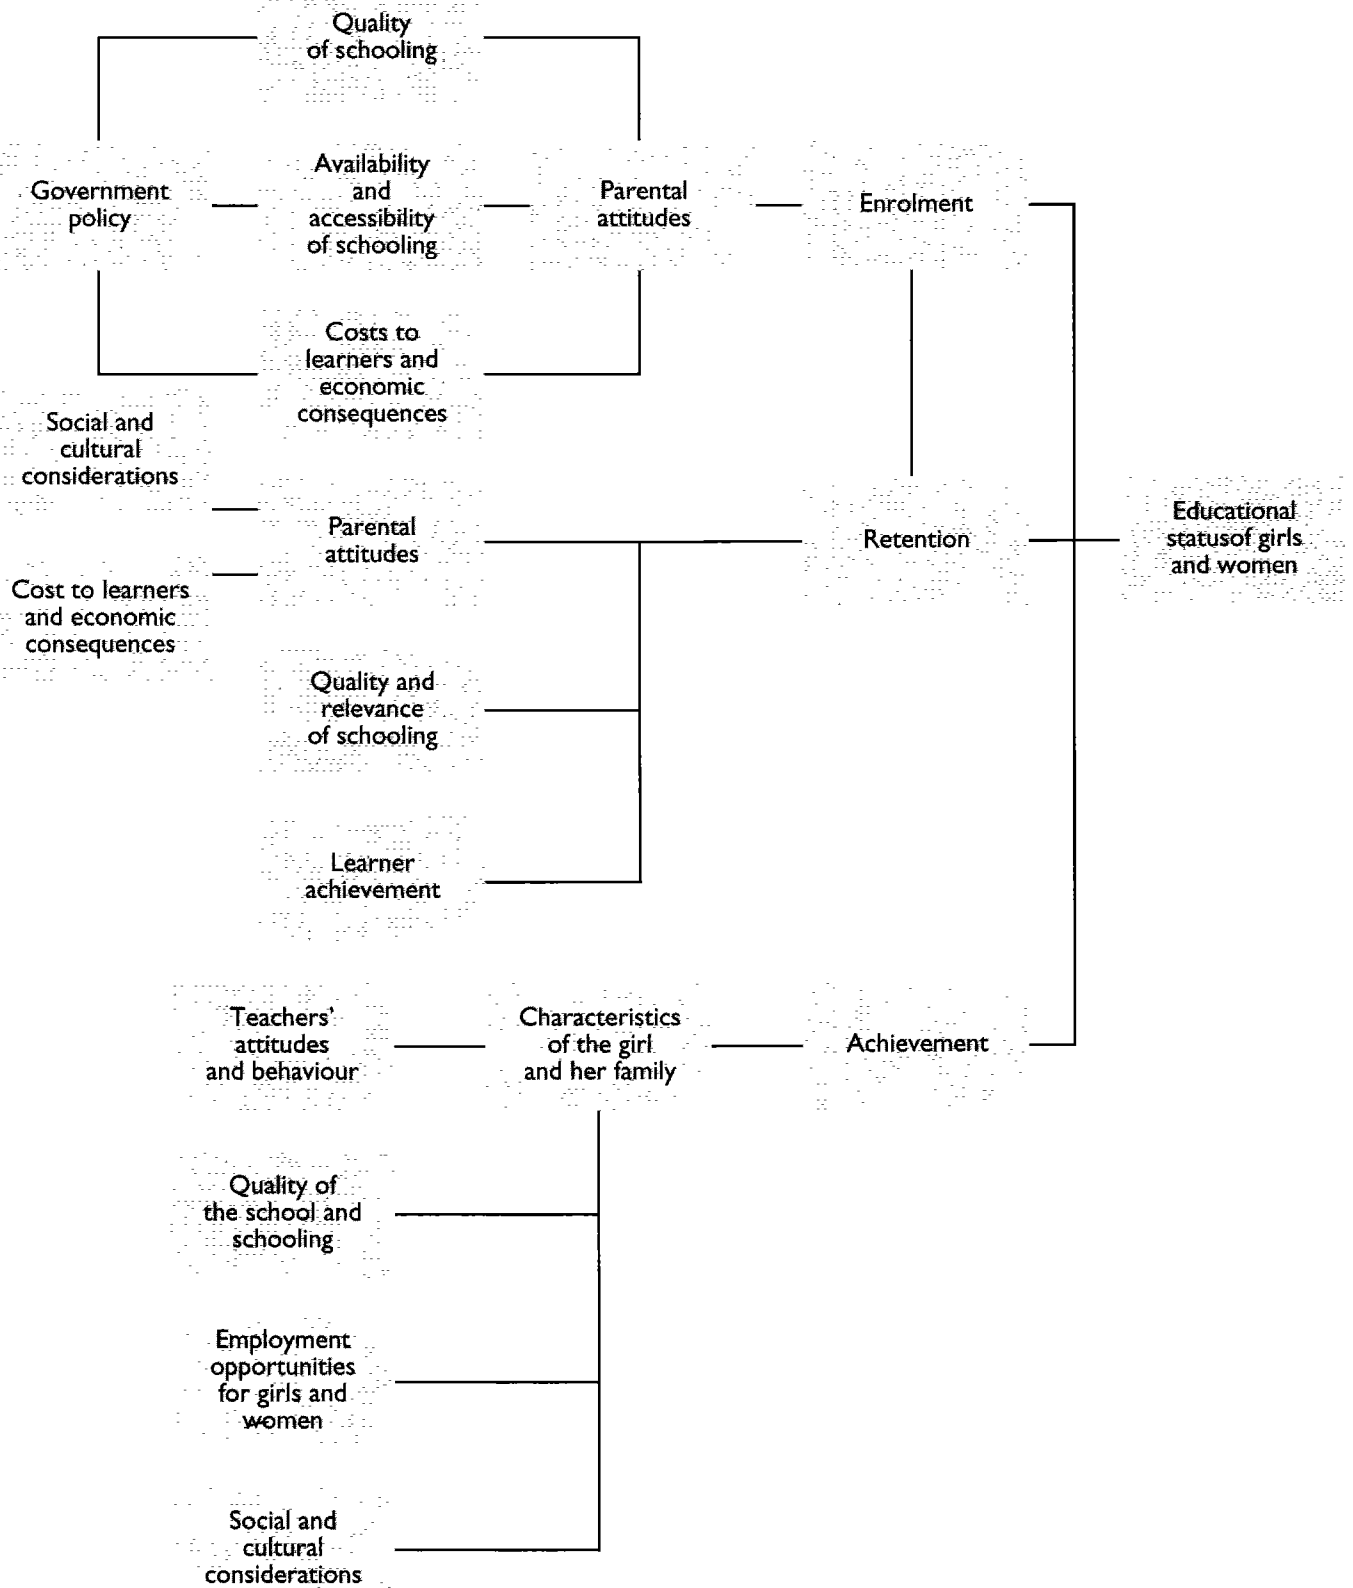 Quality
of schooling
Government
policy
Availability
and
accessibility
of schooling
Parental
attitudes
Enrolment
Costs to
learners and
economic
consequences
Social and
cultural
considerations
Parental
attitudes
Retention
Educational
statusof girls
and women
Cost to learners
and economic
consequences
Quality and
relevance
of schooling
Learner
achievement
Teachers'
attitudes
and behaviour
Characteristics
of the girl
and her family
Achievement
Quality of
the school and
schooling
Employment
opportunities
for girls and
women
Social and
cultural
considerations